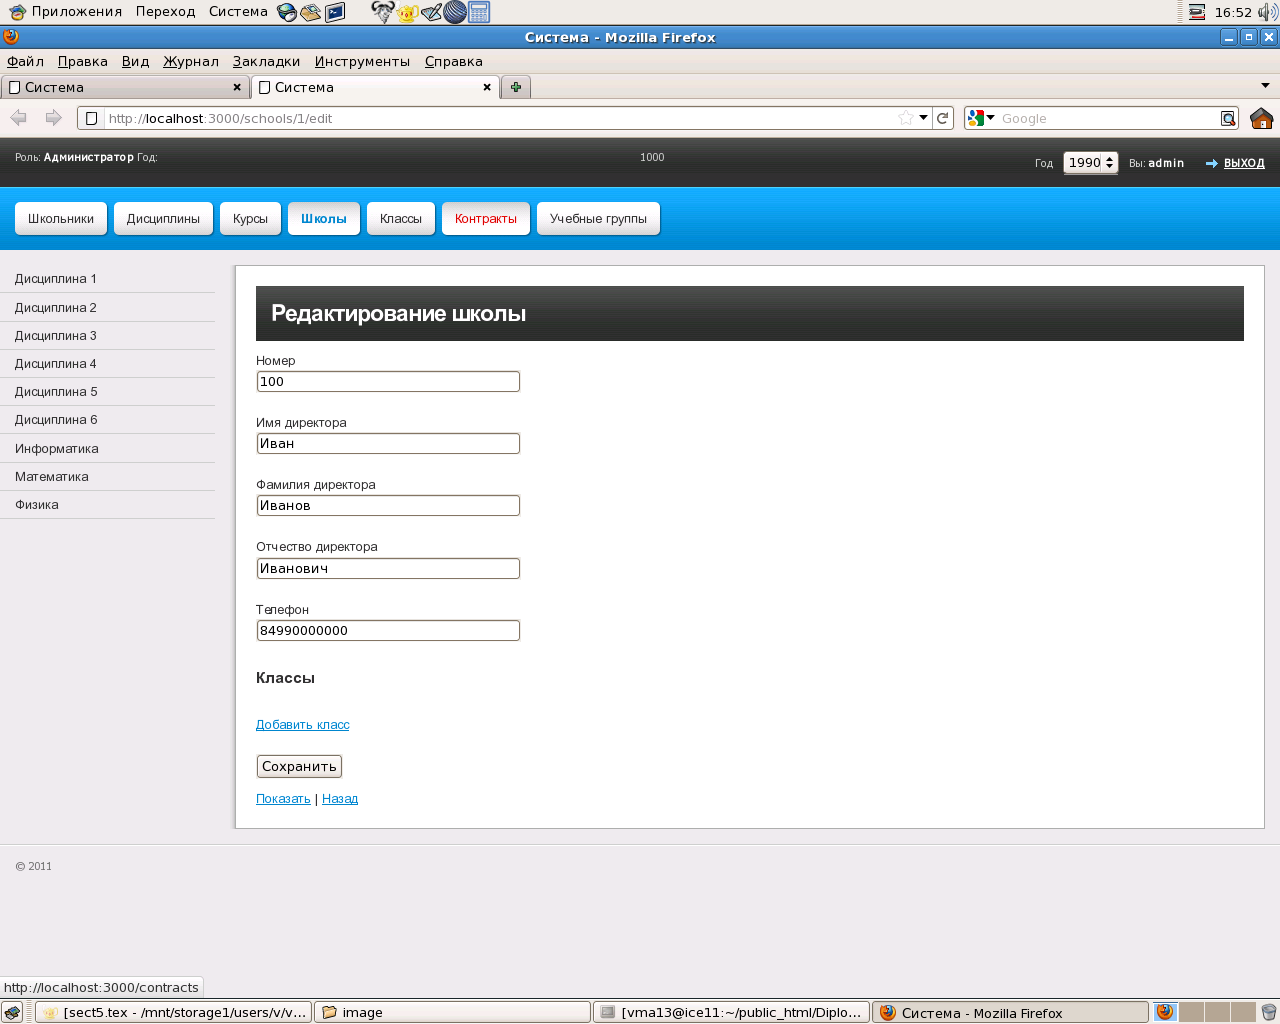 Приложения Переход Система 16:52
Система - Mozilla Firefox
Файл Правка Вид Журнал Закладки Инструменты Справка
Система Система
http://localhost:3000/schools/1/edit Google
Роль: Администратор Год: 1000 Год 1990 Вы: admin ВЫХОД
Школьники Дисциплины Курсы Школы Классы Контракты Учебные группы
Дисциплина 1
Дисциплина 2
Дисциплина 3
Дисциплина 4
Дисциплина 5
Дисциплина 6
Информатика
Математика
Физика
Редактирование школы
Номер
100
Имя директора
Иван
Фамилия директора
Иванов
Отчество директора
Иванович
Телефон
84990000000
Классы
Добавить класс
Сохранить
Показать | Назад
© 2011
http://localhost:3000/contracts
[sect5.tex - /mnt/storage1/users/v/v... image [vma13@ice11:~/public_html/Diplo... Система - Mozilla Firefox